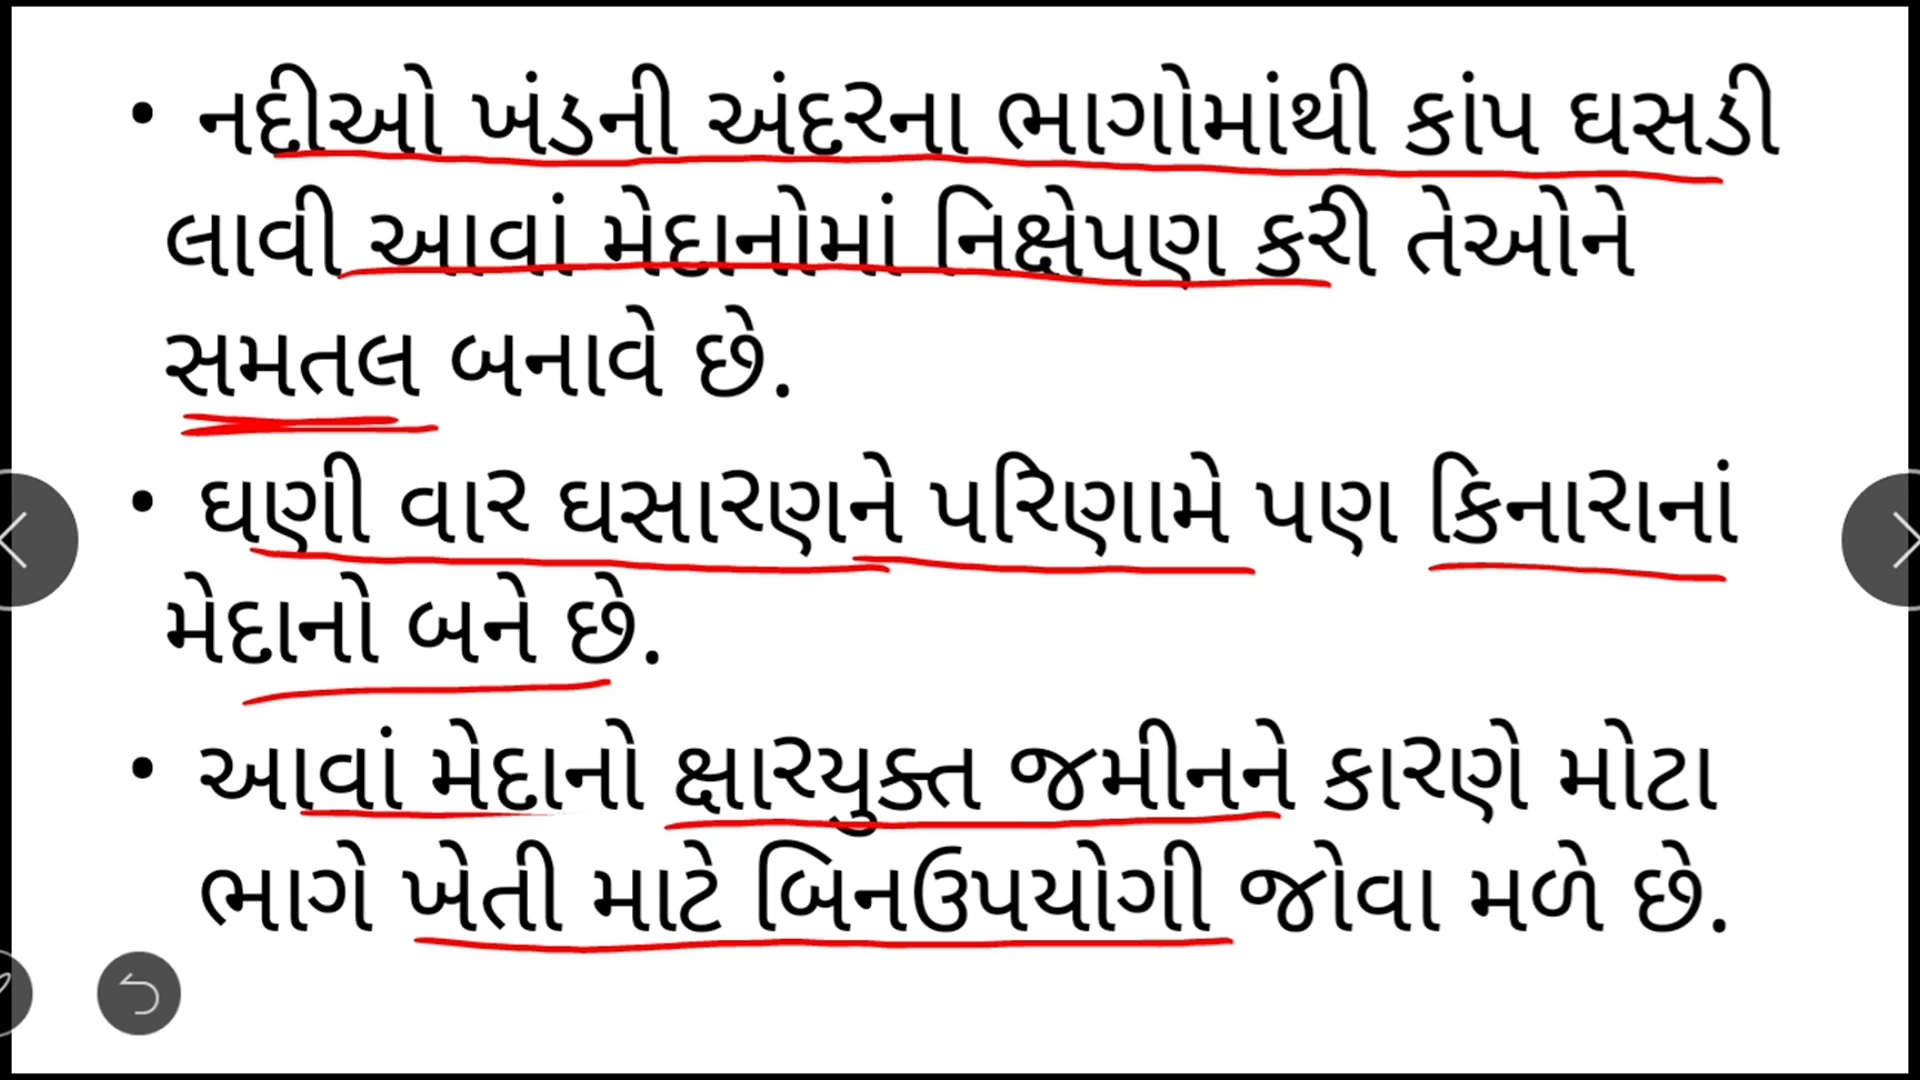 • નદીઓ ખંડની અંદરના ભાગોમાંથી કાંપ ઘસડી
લાવી આવાં મેદાનોમાં નિક્ષેપણ કરી તેઓને
સમતલ બનાવે છે.
• ઘણી વાર ઘસારણને પરિણામે પણ કિનારાનાં
મેદાનો બને છે.
• આવાં મેદાનો ક્ષારયુક્ત જમીનને કારણે મોટા
ભાગે ખેતી માટે બિનઉપયોગી જોવા મળે છે.